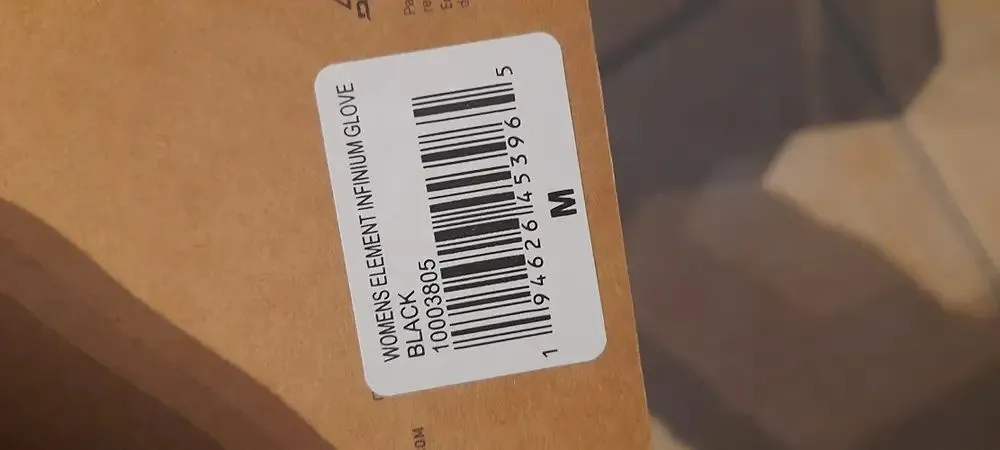 WOMENS ELEMENT INFINIUM GLOVE
BLACK
10003805
1 94626 45396 5
M